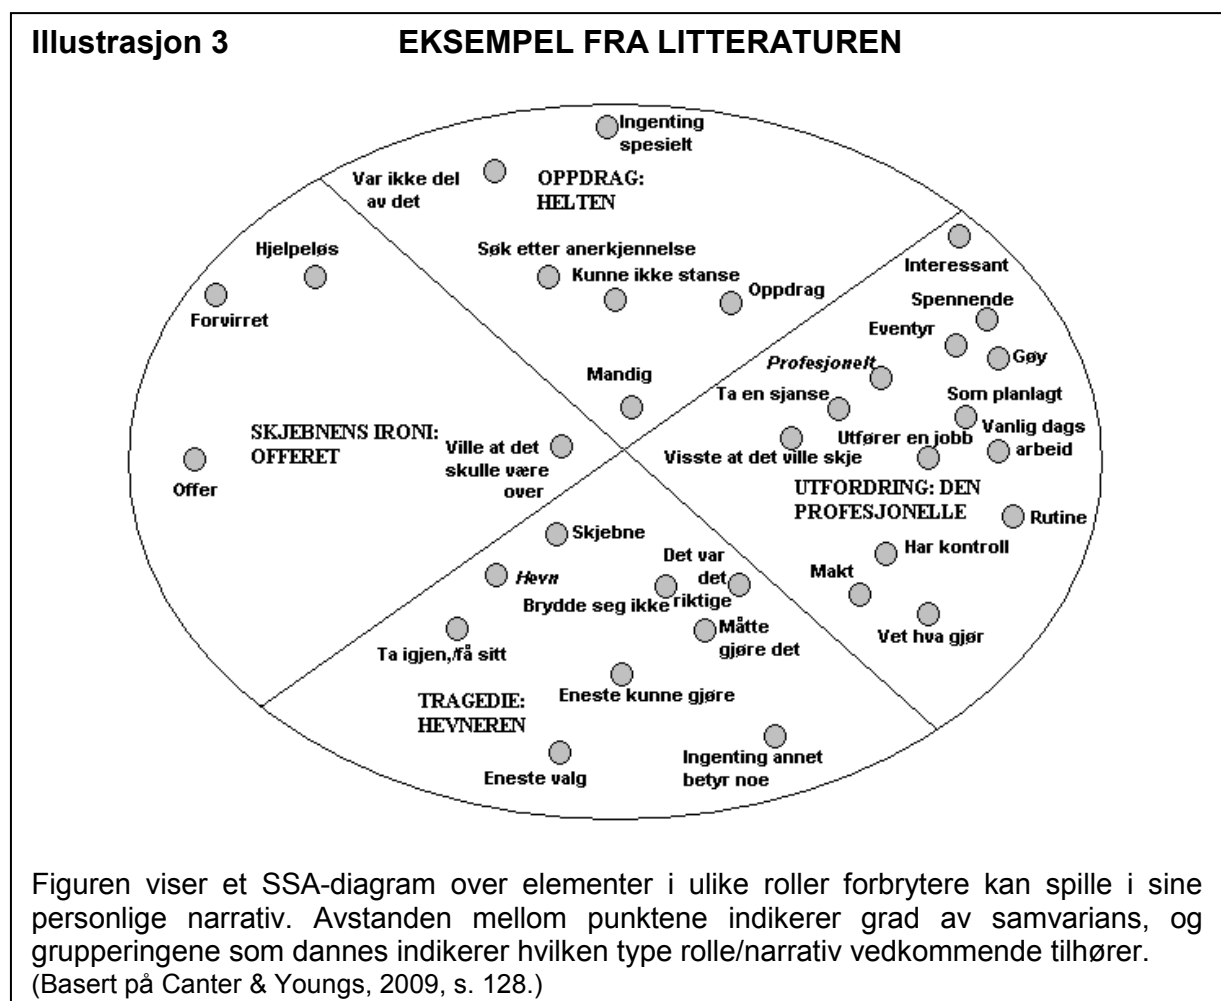 Illustrasjon 3 EKSEMPEL FRA LITTERATUREN
Ingenting
spesielt
Var ikke del
av det
OPPDRAG:
HELTEN
Hjelpeløs
Forvirret
Søk etter anerkjennelse
Kunne ikke stanse
Oppdrag
Mandig
Interessant
Spennende
Eventyr
Gøy
Profesjonelt
Ta en sjanse
Som planlagt
Utfører en jobb
Vanlig dags
arbeid
Visste at det ville skje
UTFORDRING: DEN
PROFESJONELLE
Rutine
Har kontroll
Makt
Vet hva gjør
SKJEBNENS IRONI:
OFFERET
Ville at det
skulle være
over
Offer
Skjebne
Hevn
Det var
det
riktige
Brydde seg ikke
Måtte
gjøre det
Ta igjen,/få sitt
Eneste kunne gjøre
TRAGEDIE:
HEVNEREN
Eneste valg
Ingenting annet
betyr noe
Figuren viser et SSA-diagram over elementer i ulike roller forbrytere kan spille i sine
personlige narrativ. Avstanden mellom punktene indikerer grad av samvarians, og
grupperingene som dannes indikerer hvilken type rolle/narrativ vedkommende tilhører.
(Basert på Canter & Youngs, 2009, s. 128.)